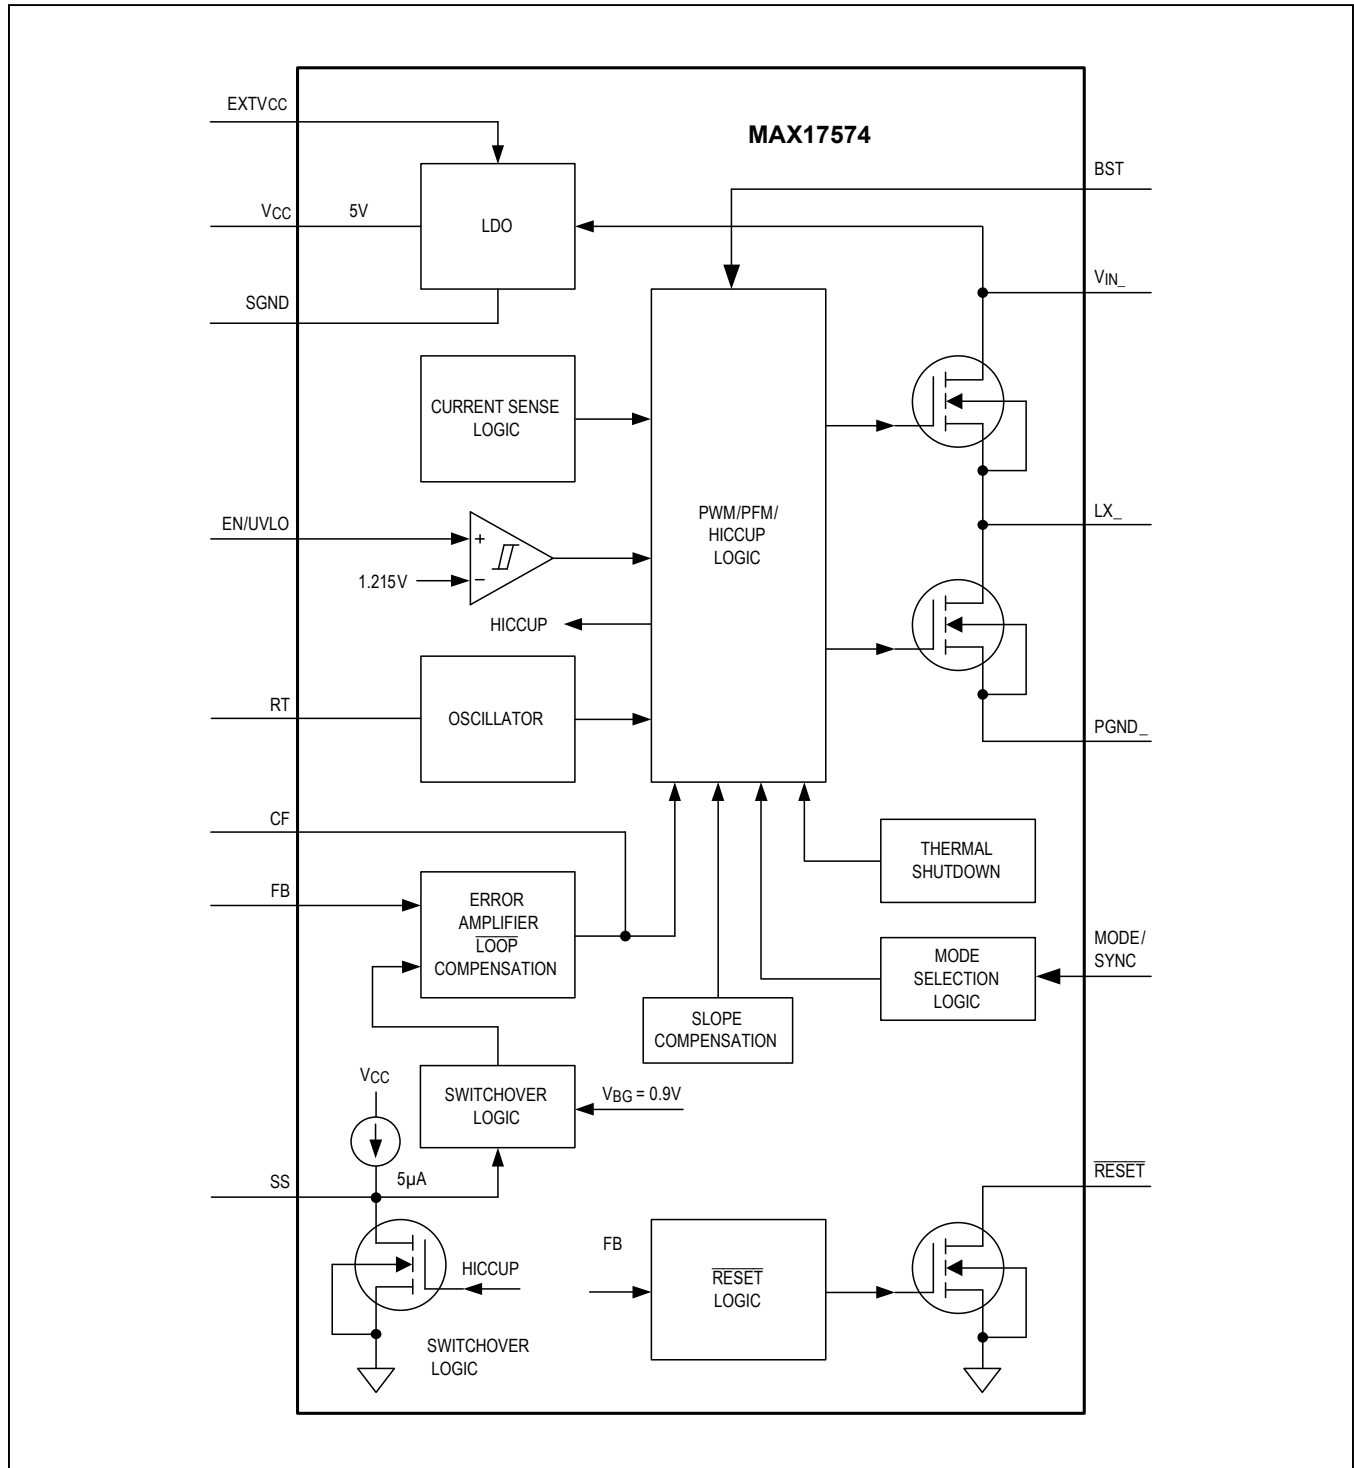 EXTVCC
MAX17574
BST
VCC
5V
LDO
VIN_
SGND
CURRENT SENSE
LOGIC
EN/UVLO
+
1.215V
−
PWM/PFM/
HICCUP
LOGIC
LX_
HICCUP
RT
OSCILLATOR
PGND_
CF
THERMAL
SHUTDOWN
FB
ERROR
AMPLIFIER
LOOP
COMPENSATION
MODE/
SYNC
MODE
SELECTION
LOGIC
SLOPE
COMPENSATION
VCC
SWITCHOVER
LOGIC
VBG = 0.9V
SS
5µA
RESET
HICCUP
FB
RESET
LOGIC
SWITCHOVER
LOGIC